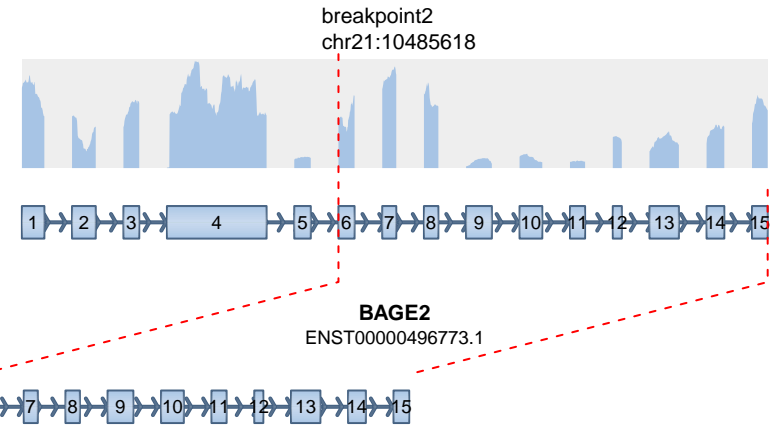 breakpoint2
chr21:10485618
1 2 3 4 5 6 7 8 9 10 11 12 13 14 15
BAGE2
ENST00000496773.1
7 8 9 10 11 12 13 14 15